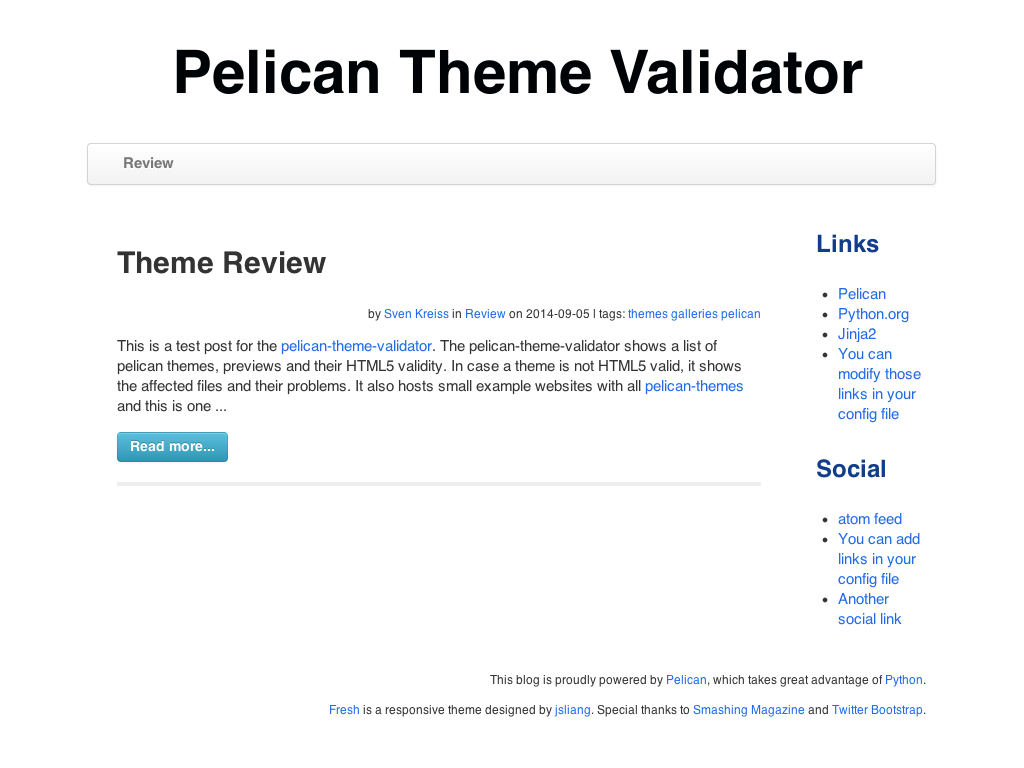 Pelican Theme Validator
Review
Theme Review
by Sven Kreiss in Review on 2014-09-05 | tags: themes galleries pelican
This is a test post for the pelican-theme-validator. The pelican-theme-validator shows a list of
pelican themes, previews and their HTML5 validity. In case a theme is not HTML5 valid, it shows
the affected files and their problems. It also hosts small example websites with all pelican-themes
and this is one ...
Read more...
Links
Pelican
Python.org
Jinja2
You can
modify those
links in your
config file
Social
atom feed
You can add
links in your
config file
Another
social link
This blog is proudly powered by Pelican, which takes great advantage of Python.
Fresh is a responsive theme designed by jsliang. Special thanks to Smashing Magazine and Twitter Bootstrap.